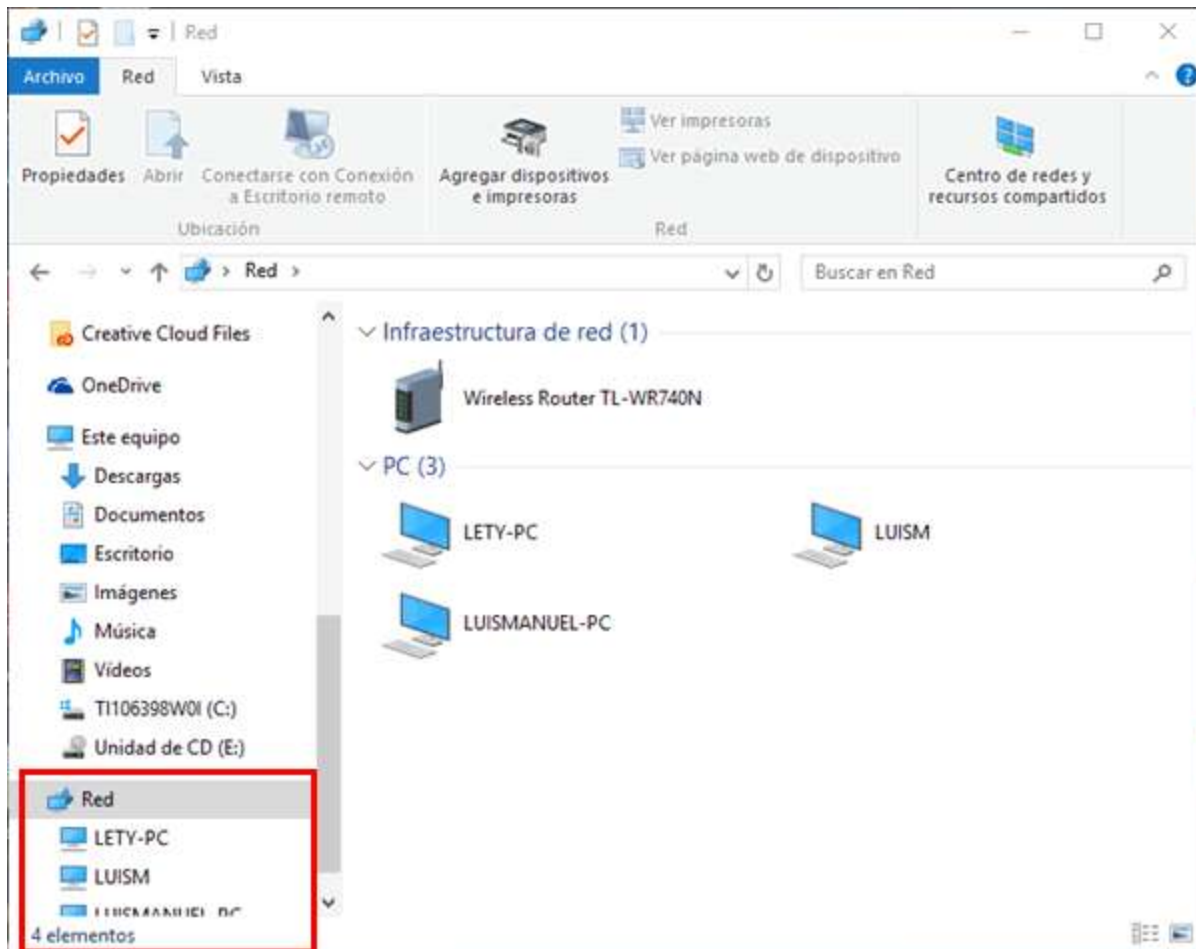 Red
Archivo Red Vista
Propiedades
Abrir
Conectarse con Conexión
a Escritorio remoto
Ubicación
Agregar dispositivos
e impresoras
Ver impresoras
Ver página web de dispositivo
Red
Centro de redes y
recursos compartidos
Red
Buscar en Red
Creative Cloud Files
OneDrive
Este equipo
Descargas
Documentos
Escritorio
Imágenes
Música
Vídeos
TI106398W0I (C:)
Unidad de CD (E:)
Red
LETY-PC
LUISM
LUISMANUEL-PC
4 elementos
Infraestructura de red (1)
Wireless Router TL-WR740N
PC (3)
LETY-PC
LUISM
LUISMANUEL-PC